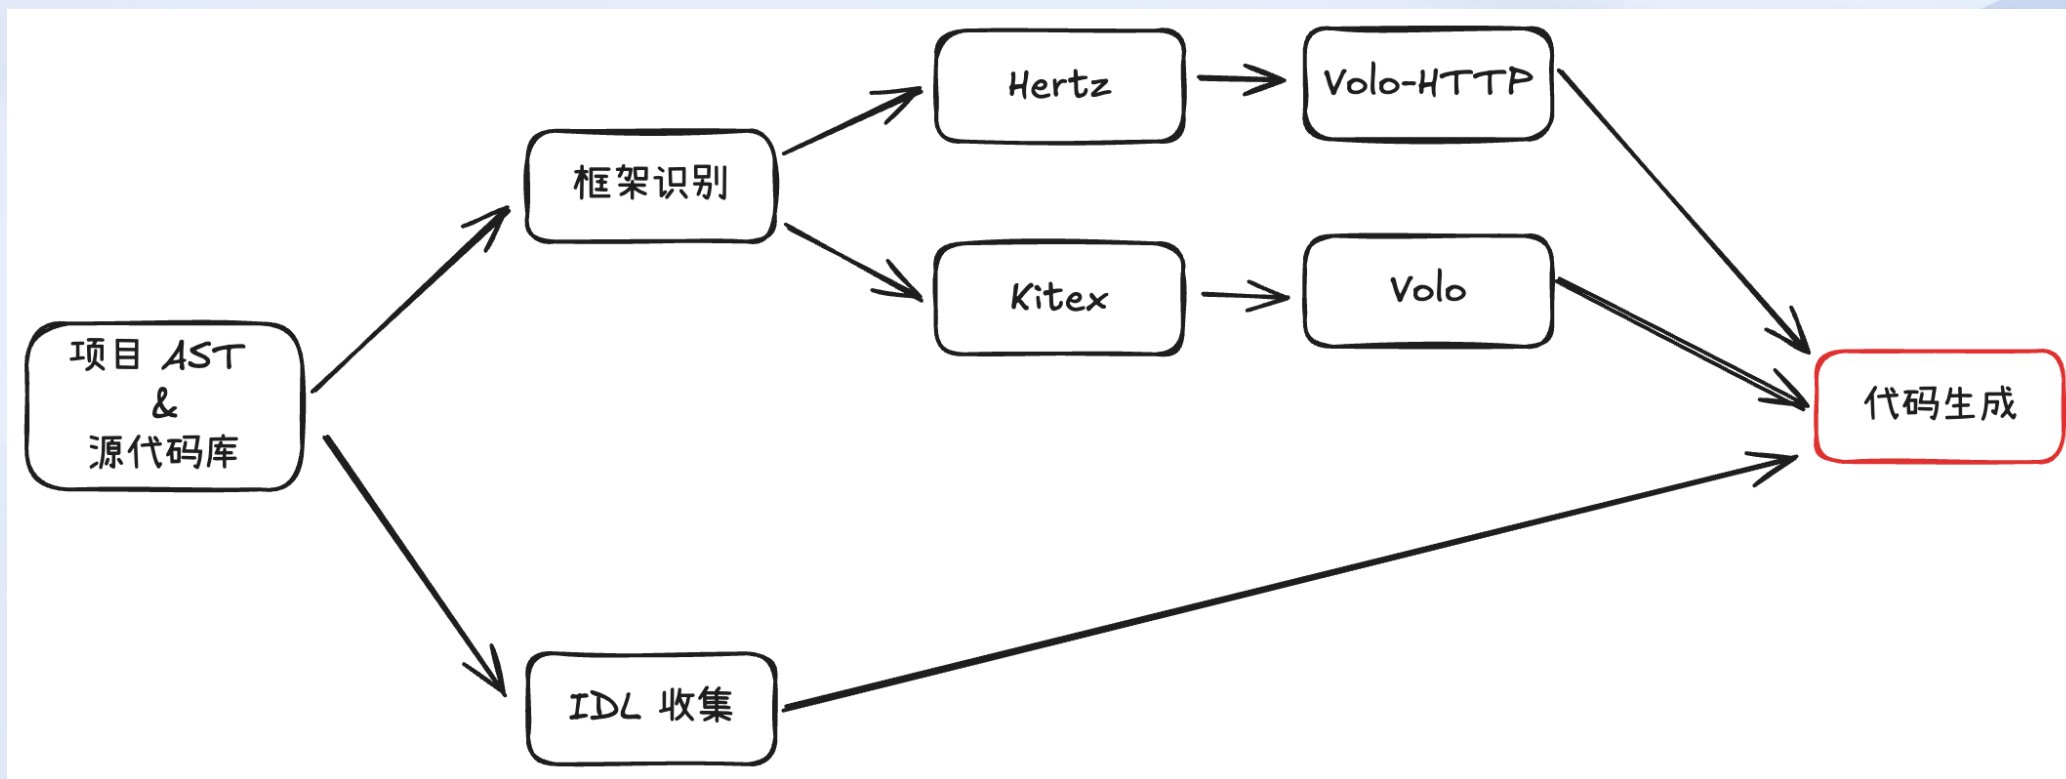 项目 AST
&
源代码库
框架识别
Hertz
Volo-HTTP
Kitex
Volo
IDL 收集
代码生成